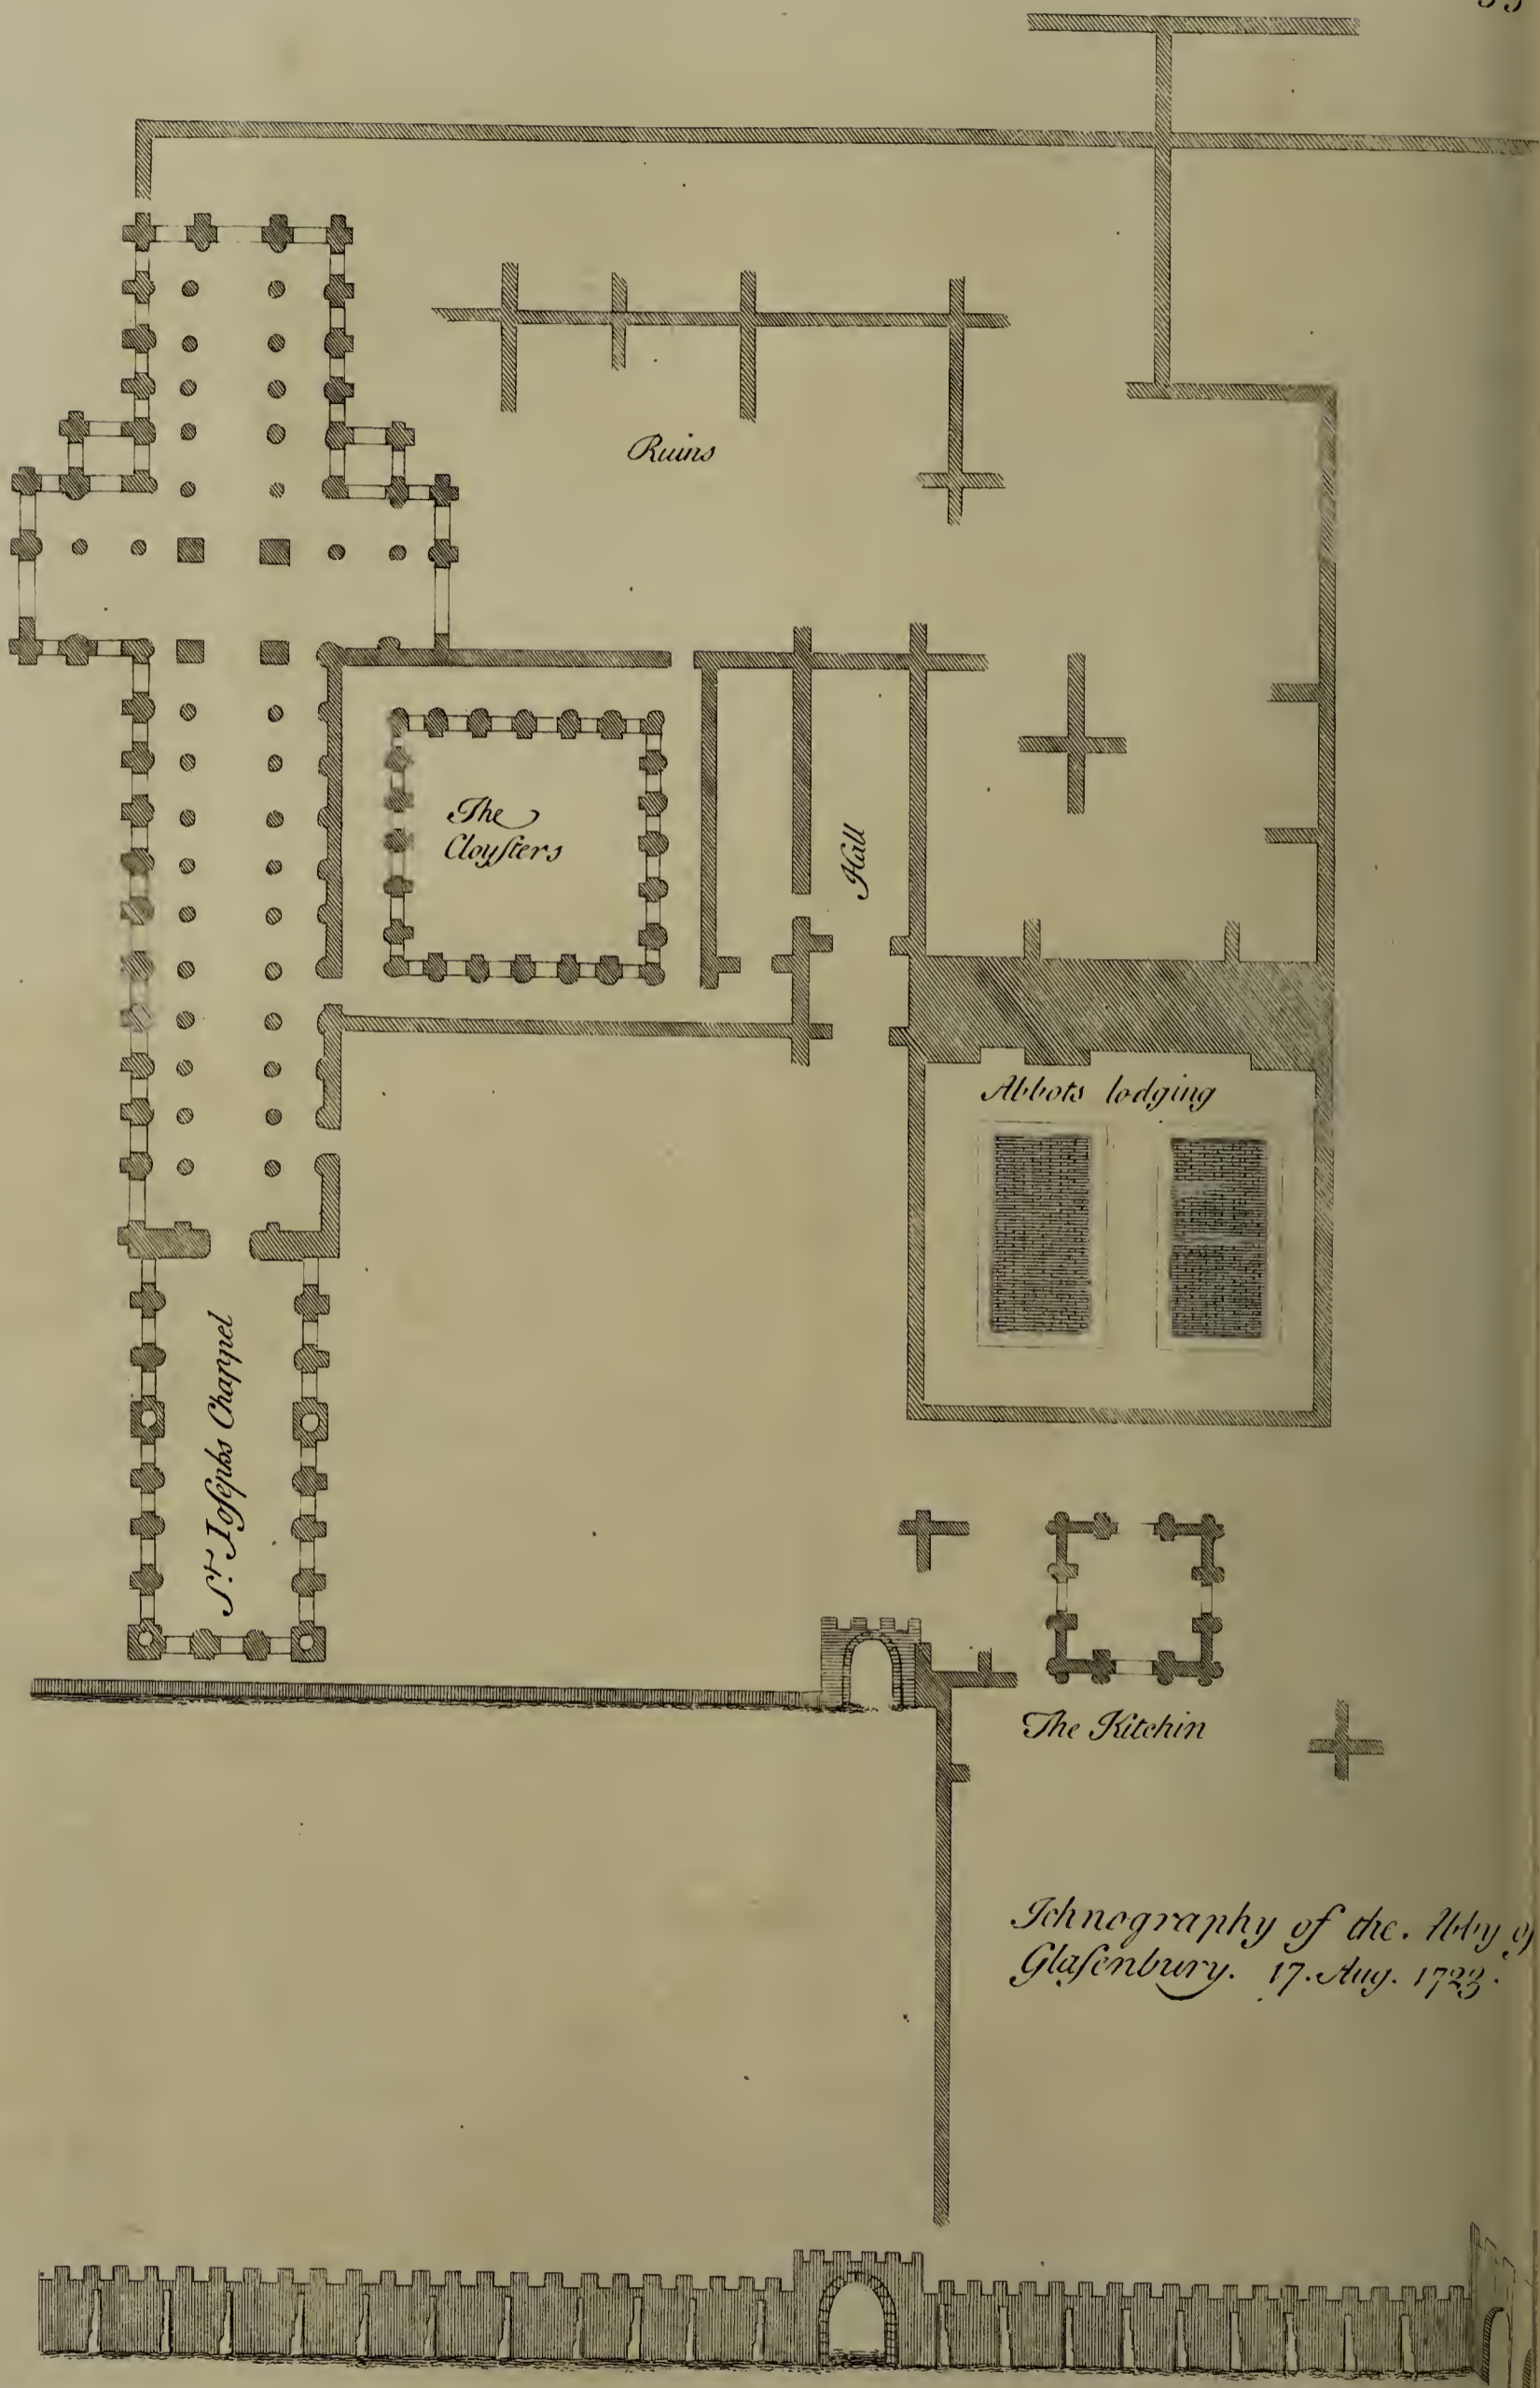 Ruins
The
Cloyſters
Hall
Abbots lodging
Sᵗ. Ioſephs Chappel
The Kitchin
Ichnography of the. Abby of
Glaſenbury. 17. Aug. 1723.